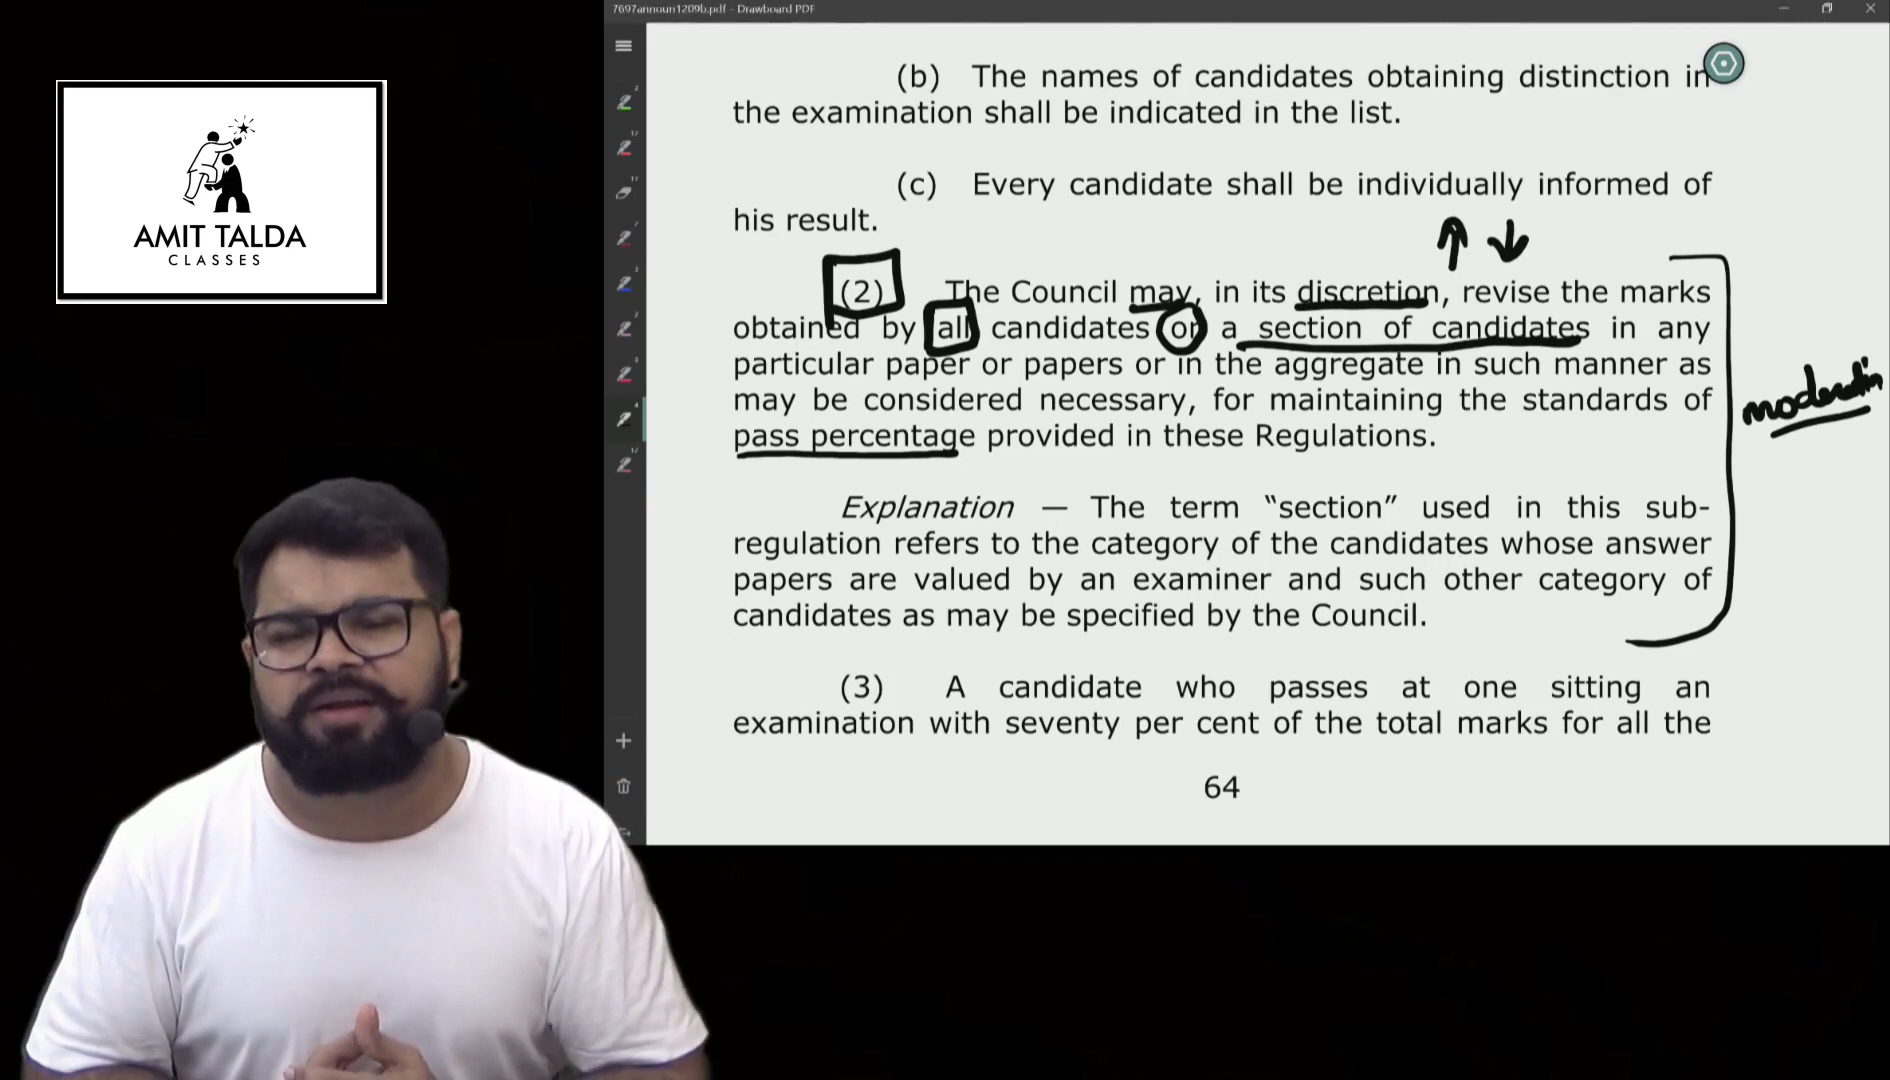 7697announ1209b.pdf - Drawboard PDF
AMIT TALDA
CLASSES
(b) The names of candidates obtaining distinction in
the examination shall be indicated in the list.
(c) Every candidate shall be individually informed of
his result.
(2) The Council may, in its discretion, revise the marks
obtained by all candidates or a section of candidates in any
particular paper or papers or in the aggregate in such manner as
may be considered necessary, for maintaining the standards of
pass percentage provided in these Regulations.
Explanation — The term “section” used in this sub-
regulation refers to the category of the candidates whose answer
papers are valued by an examiner and such other category of
candidates as may be specified by the Council.
(3) A candidate who passes at one sitting an
examination with seventy per cent of the total marks for all the
64